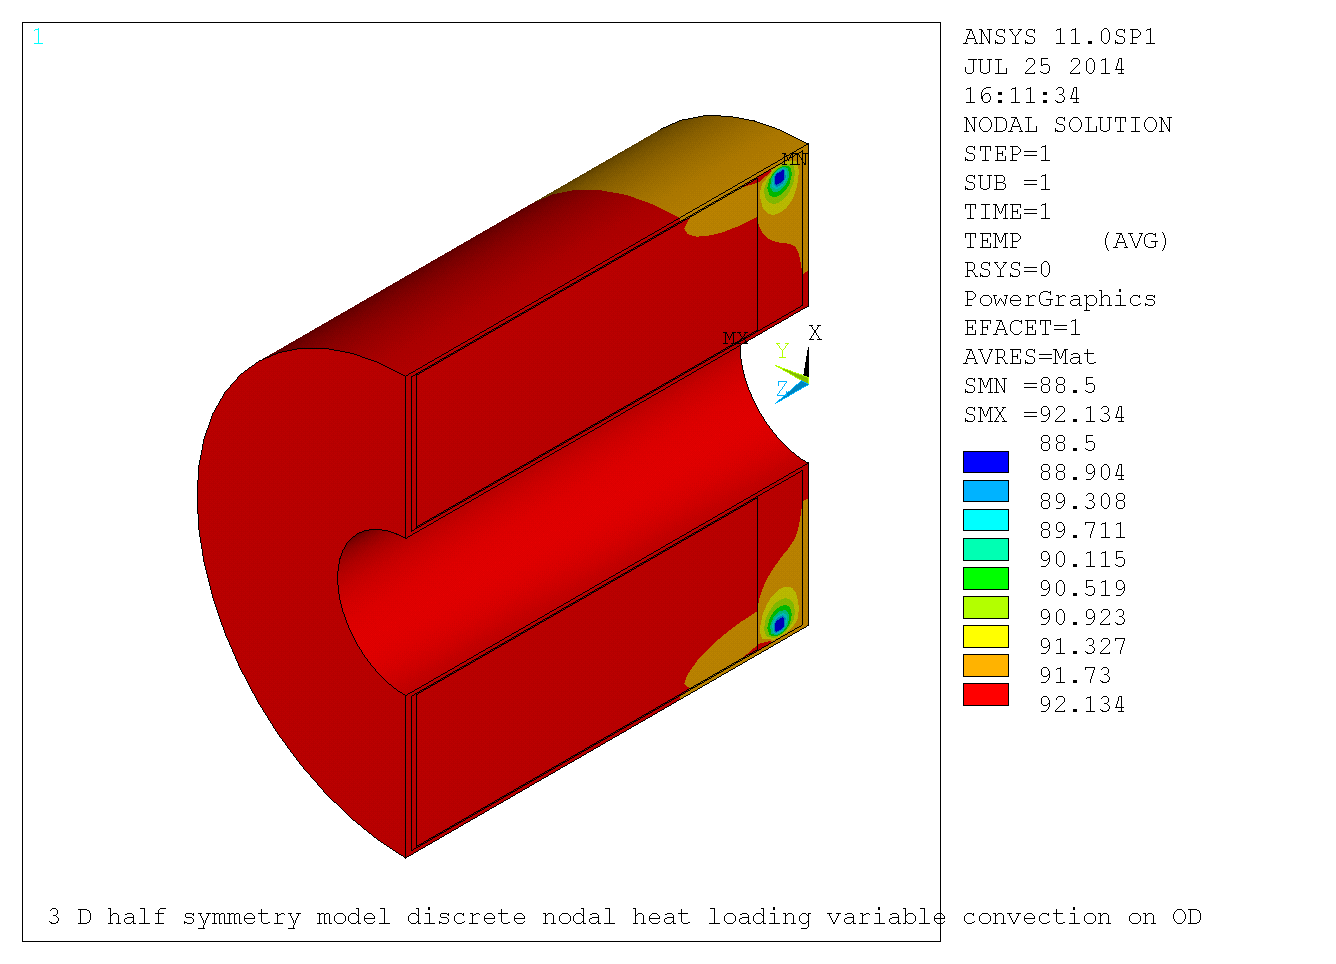 1
ANSYS 11.0SP1
JUL 25 2014
16:11:34
NODAL SOLUTION
STEP=1
SUB =1
TIME=1
TEMP (AVG)
RSYS=0
PowerGraphics
EFACET=1
AVRES=Mat
SMN =88.5
SMX =92.134
88.5
88.904
89.308
89.711
90.115
90.519
90.923
91.327
91.73
92.134
MN
MX
X
Y
Z
3 D half symmetry model discrete nodal heat loading variable convection on OD